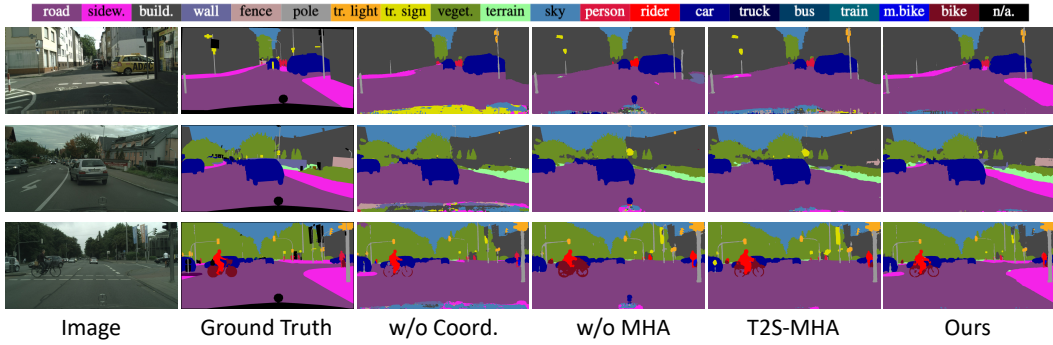 road sidew. build. wall fence pole tr. light tr. sign veget. terrain sky person rider car truck bus train m.bike bike n/a.
ADAC
Image Ground Truth w/o Coord. w/o MHA T2S-MHA Ours